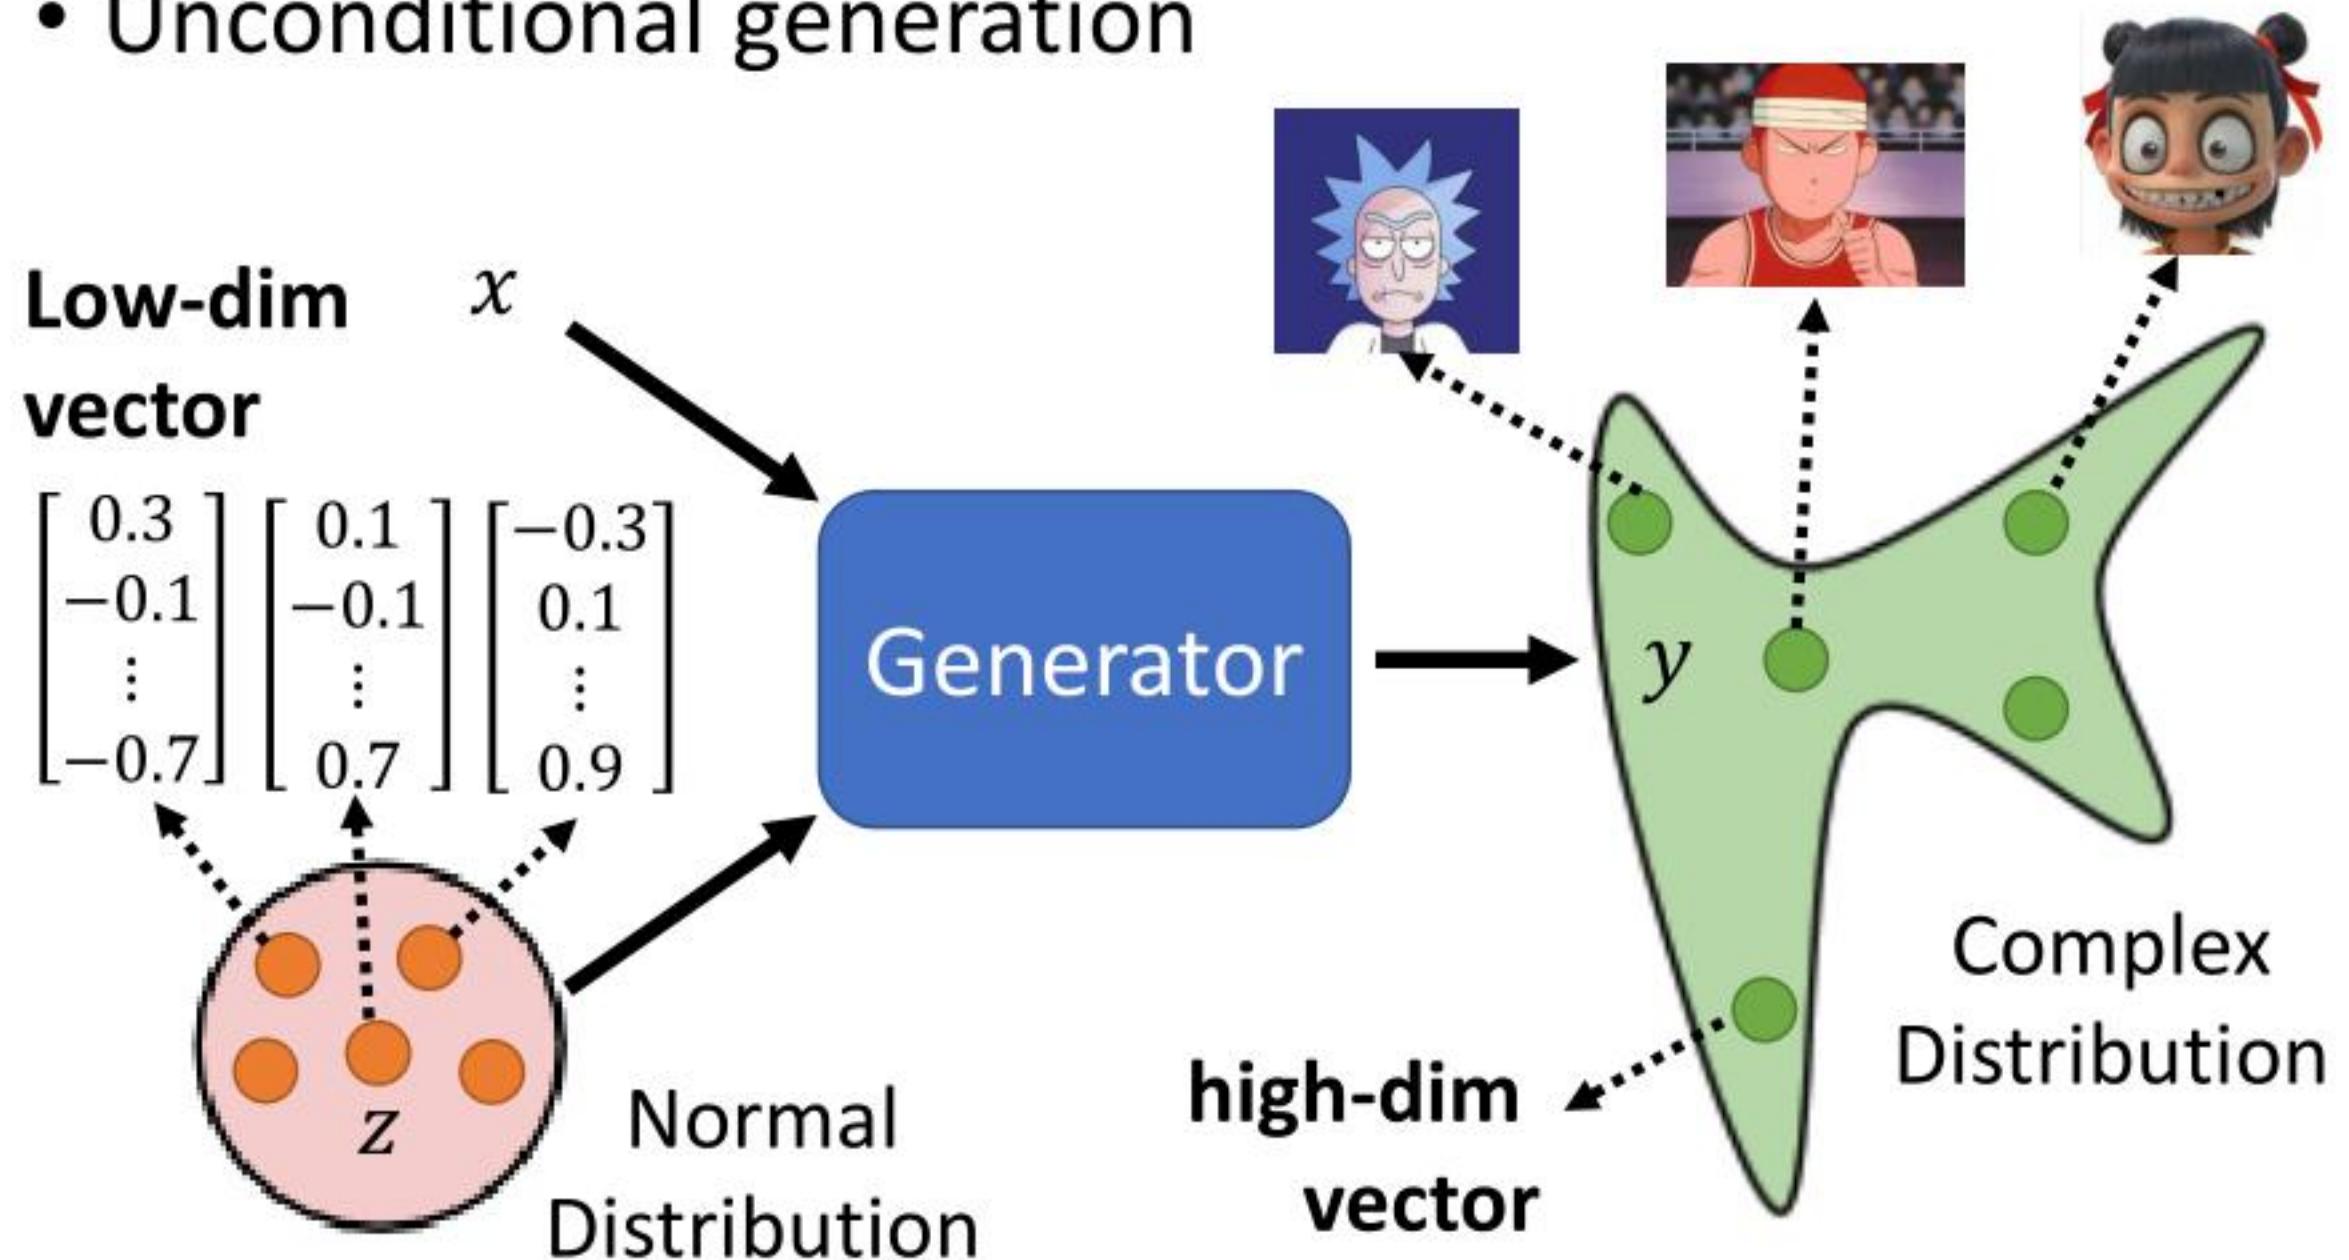 • Unconditional generation
Low-dim
vector
x
[0.3 −0.1 ⋮ −0.7] [0.1 −0.1 ⋮ 0.7] [−0.3 0.1 ⋮ 0.9]
Generator
y
z
Normal
Distribution
high-dim
vector
Complex
Distribution